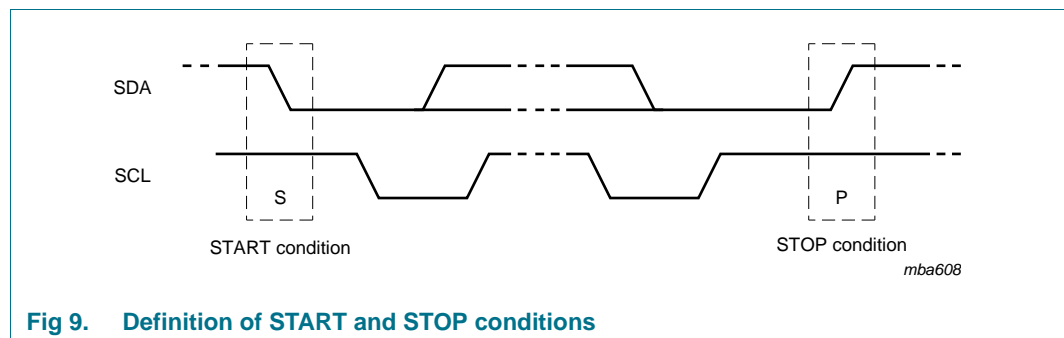 SDA
SCL
S
P
START condition
STOP condition
mba608
Fig 9. Definition of START and STOP conditions